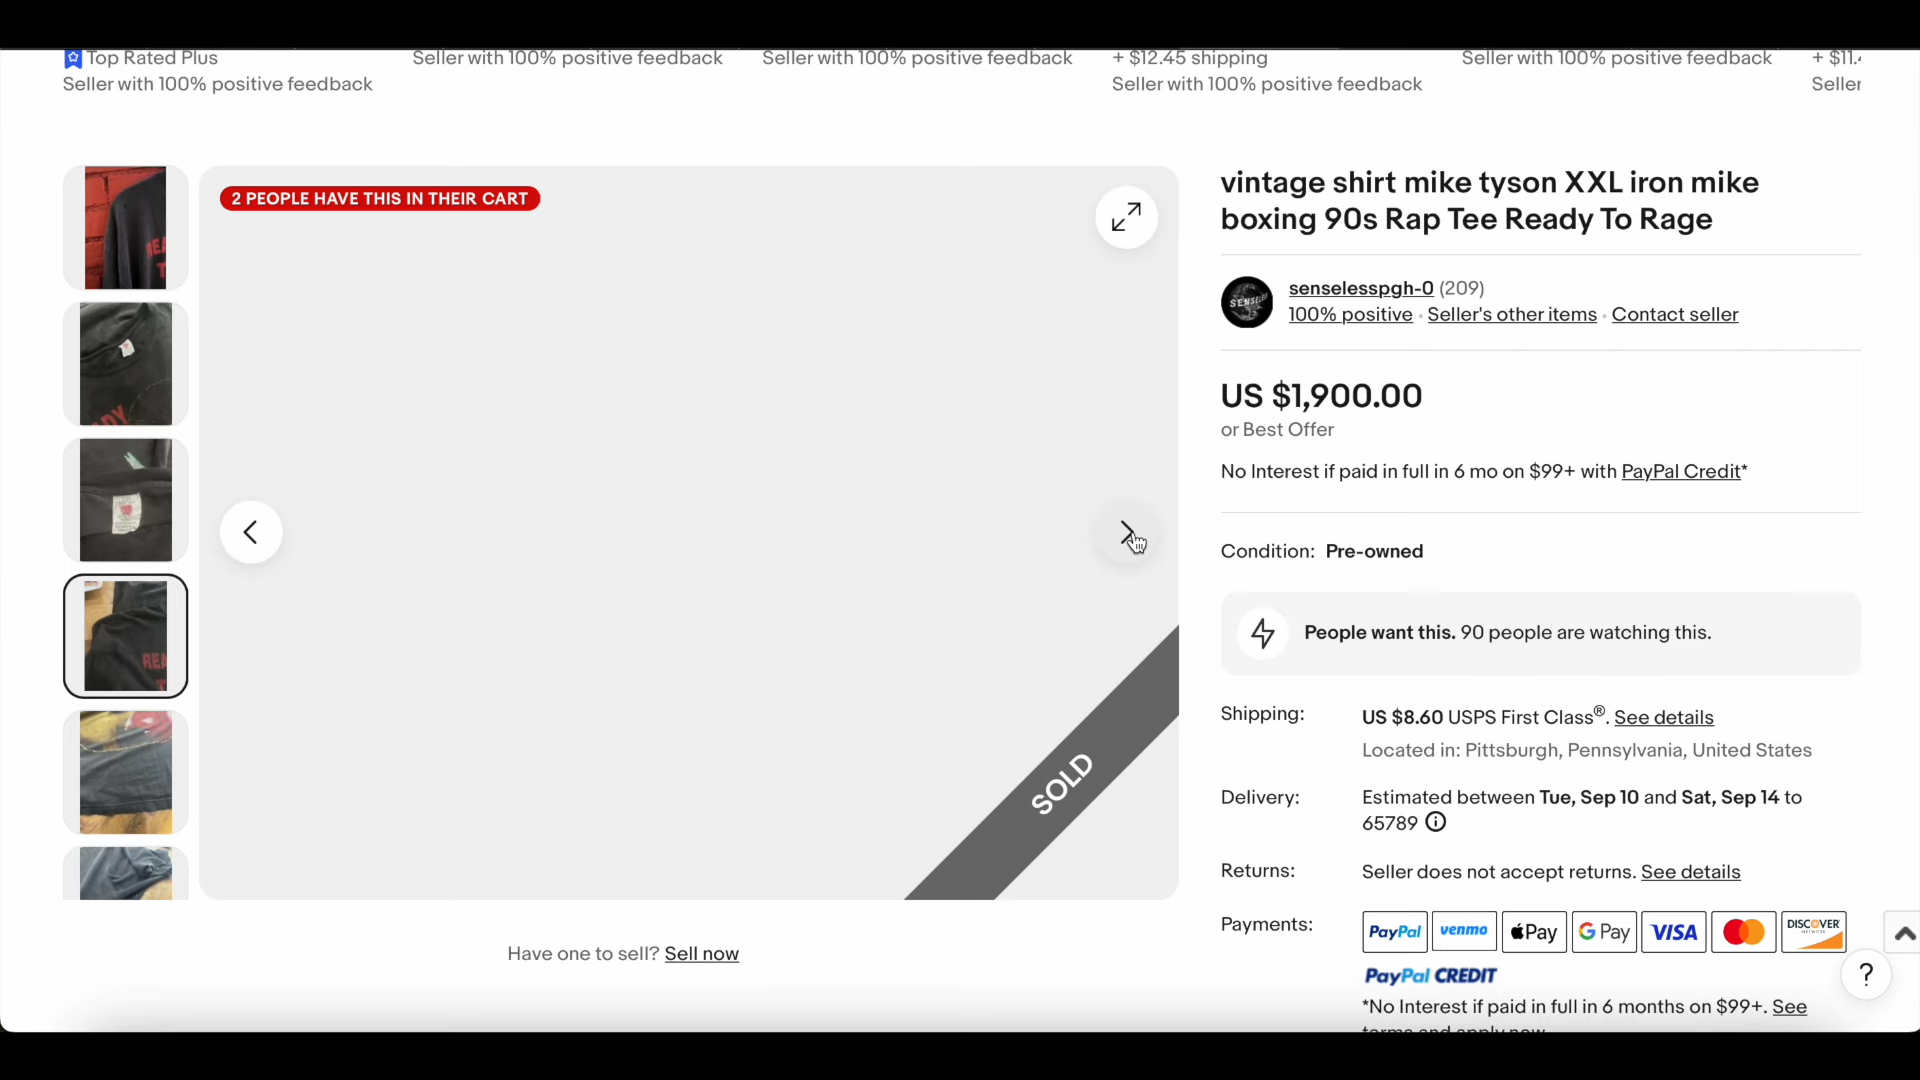 Top Rated Plus
Seller with 100% positive feedback
Seller with 100% positive feedback
Seller with 100% positive feedback
+ $12.45 shipping
Seller with 100% positive feedback
Seller with 100% positive feedback
Seller
2 PEOPLE HAVE THIS IN THEIR CART
SOLD
Have one to sell? Sell now
vintage shirt mike tyson XXL iron mike
boxing 90s Rap Tee Ready To Rage
SENSELESS
senselesspgh-0 (209)
100% positive · Seller's other items · Contact seller
US $1,900.00
or Best Offer
No Interest if paid in full in 6 mo on $99+ with PayPal Credit*
Condition: Pre-owned
People want this. 90 people are watching this.
Shipping: US $8.60 USPS First Class®. See details
Located in: Pittsburgh, Pennsylvania, United States
Delivery: Estimated between Tue, Sep 10 and Sat, Sep 14 to
65789
Returns: Seller does not accept returns. See details
Payments: PayPal venmo Pay G Pay VISA DISCOVER
PayPal CREDIT
*No Interest if paid in full in 6 months on $99+. See
terms and apply now
?